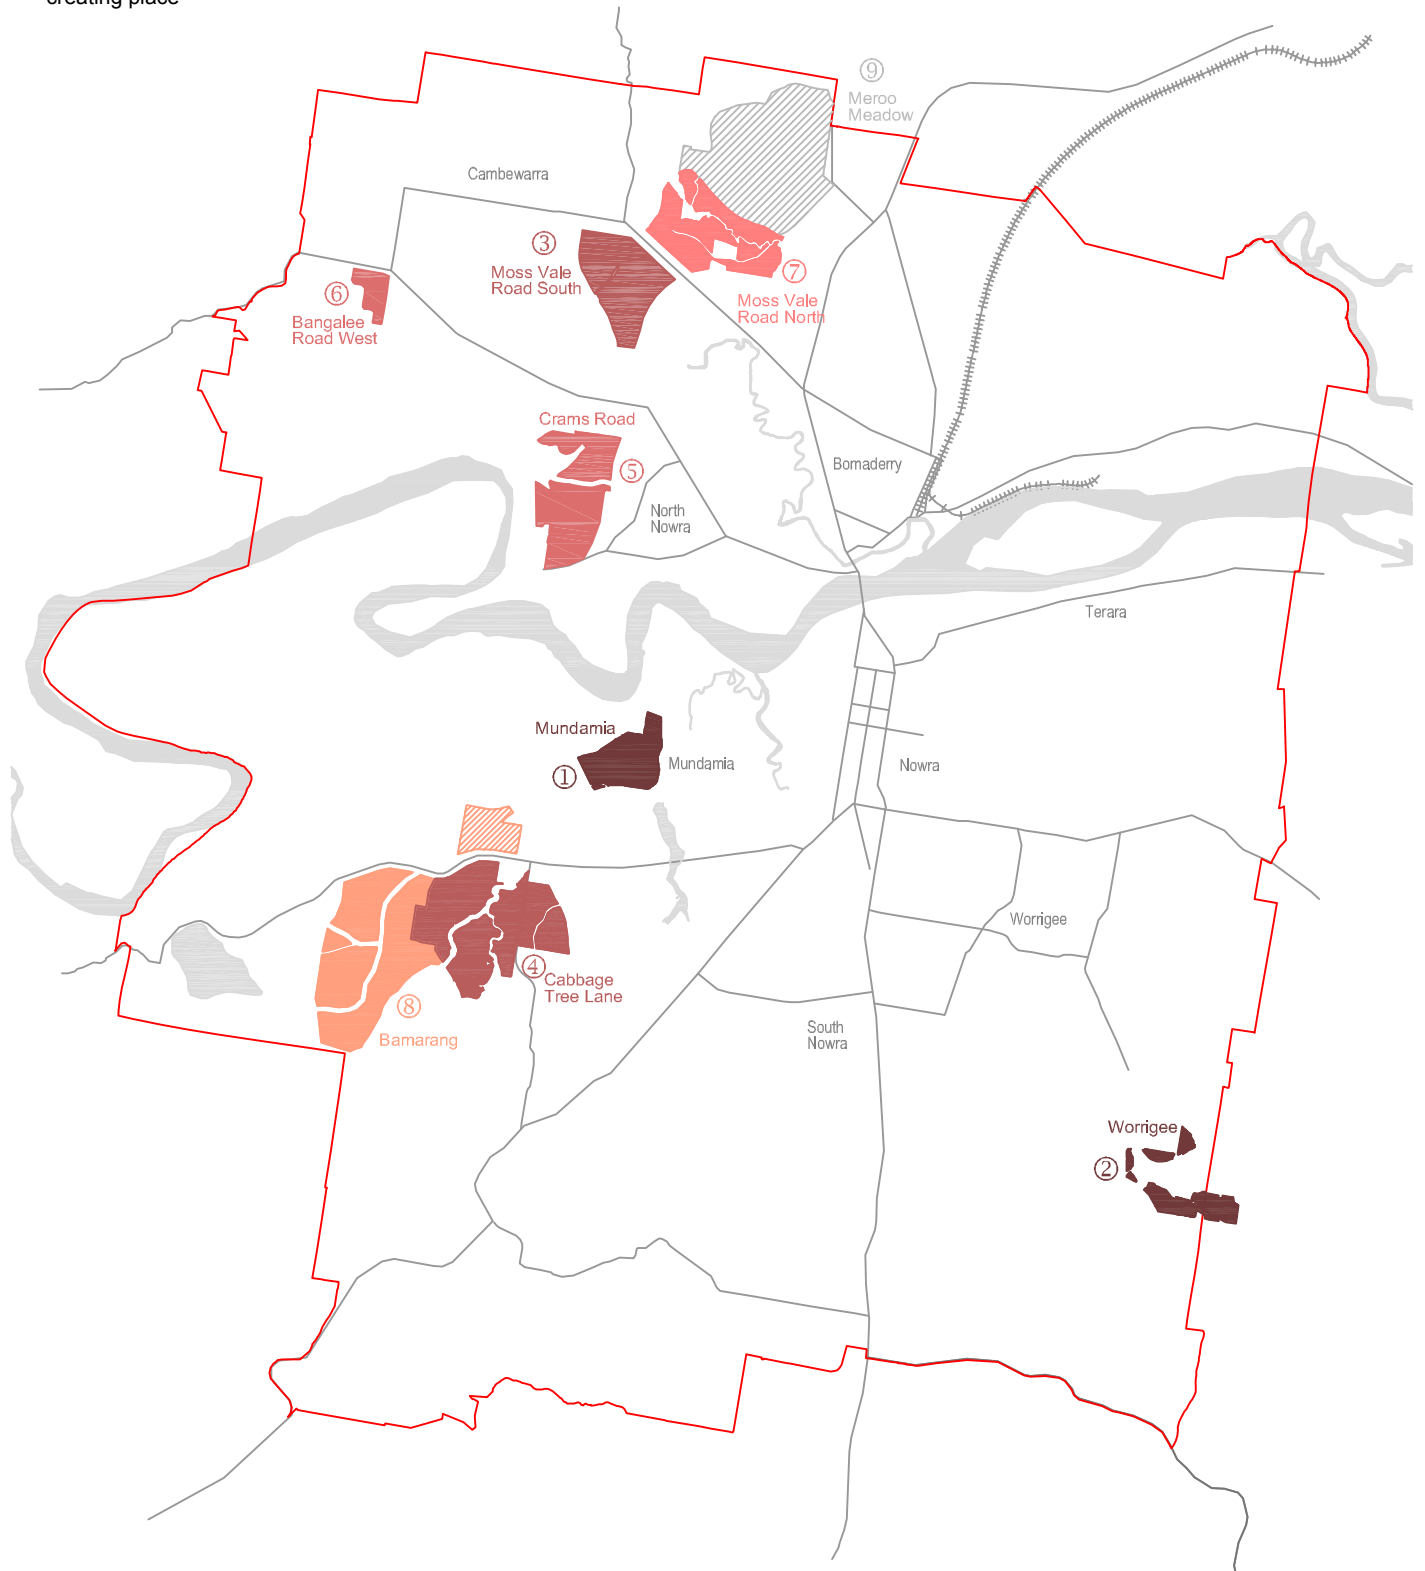 creating place
⑨
Meroo
Meadow
Cambewarra
③
Moss Vale
Road South
⑦
Moss Vale
Road North
⑥
Bangalee
Road West
Crams Road
⑤
Bomaderry
North
Nowra
Terara
Mundamia
①
Mundamia
Nowra
Worrigee
④
Cabbage
Tree Lane
⑧
Bamarang
South
Nowra
Worrigee
②